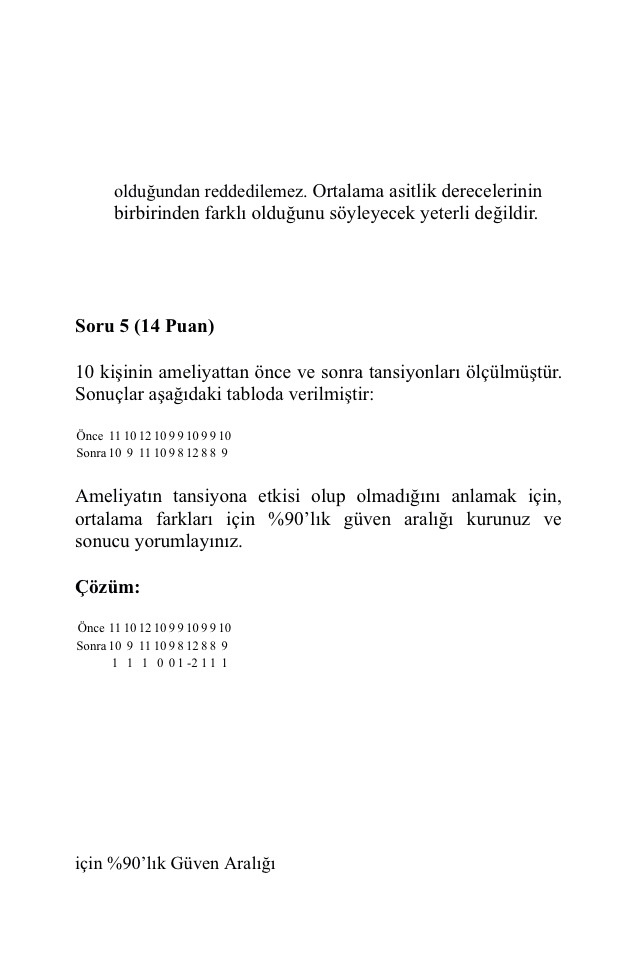 olduğundan reddedilemez. Ortalama asitlik derecelerinin
birbirinden farklı olduğunu söyleyecek yeterli değildir.
Soru 5 (14 Puan)
10 kişinin ameliyattan önce ve sonra tansiyonları ölçülmüştür.
Sonuçlar aşağıdaki tabloda verilmiştir:
Önce 11 10 12 10 9 9 10 9 9 10
Sonra 10 9 11 10 9 8 12 8 8 9
Ameliyatın tansiyona etkisi olup olmadığını anlamak için,
ortalama farkları için %90’lık güven aralığı kurunuz ve
sonucu yorumlayınız.
Çözüm:
Önce 11 10 12 10 9 9 10 9 9 10
Sonra 10 9 11 10 9 8 12 8 8 9
1 1 1 0 0 1 -2 1 1 1
için %90’lık Güven Aralığı